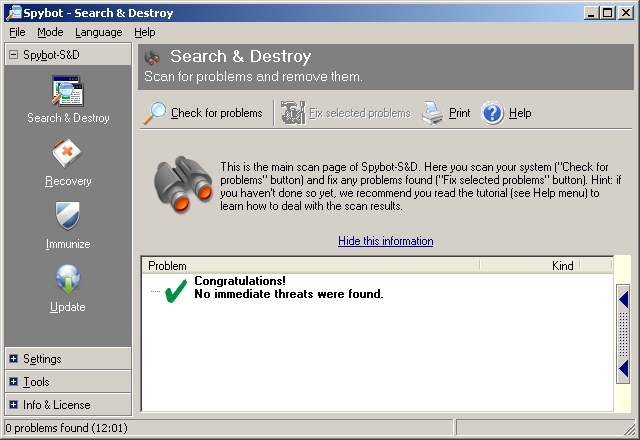 Spybot - Search & Destroy
File Mode Language Help
Spybot-S&D
Search & Destroy
Recovery
Immunize
Update
Settings
Tools
Info & License
Search & Destroy
Scan for problems and remove them.
Check for problems Fix selected problems Print Help
This is the main scan page of Spybot-S&D. Here you scan your system ("Check for
problems" button) and fix any problems found ("Fix selected problems" button). Hint: if
you haven't done so yet, we recommend you read the tutorial (see Help menu) to
learn how to deal with the scan results.
Hide this information
Problem Kind
Congratulations!
No immediate threats were found.
0 problems found (12:01)